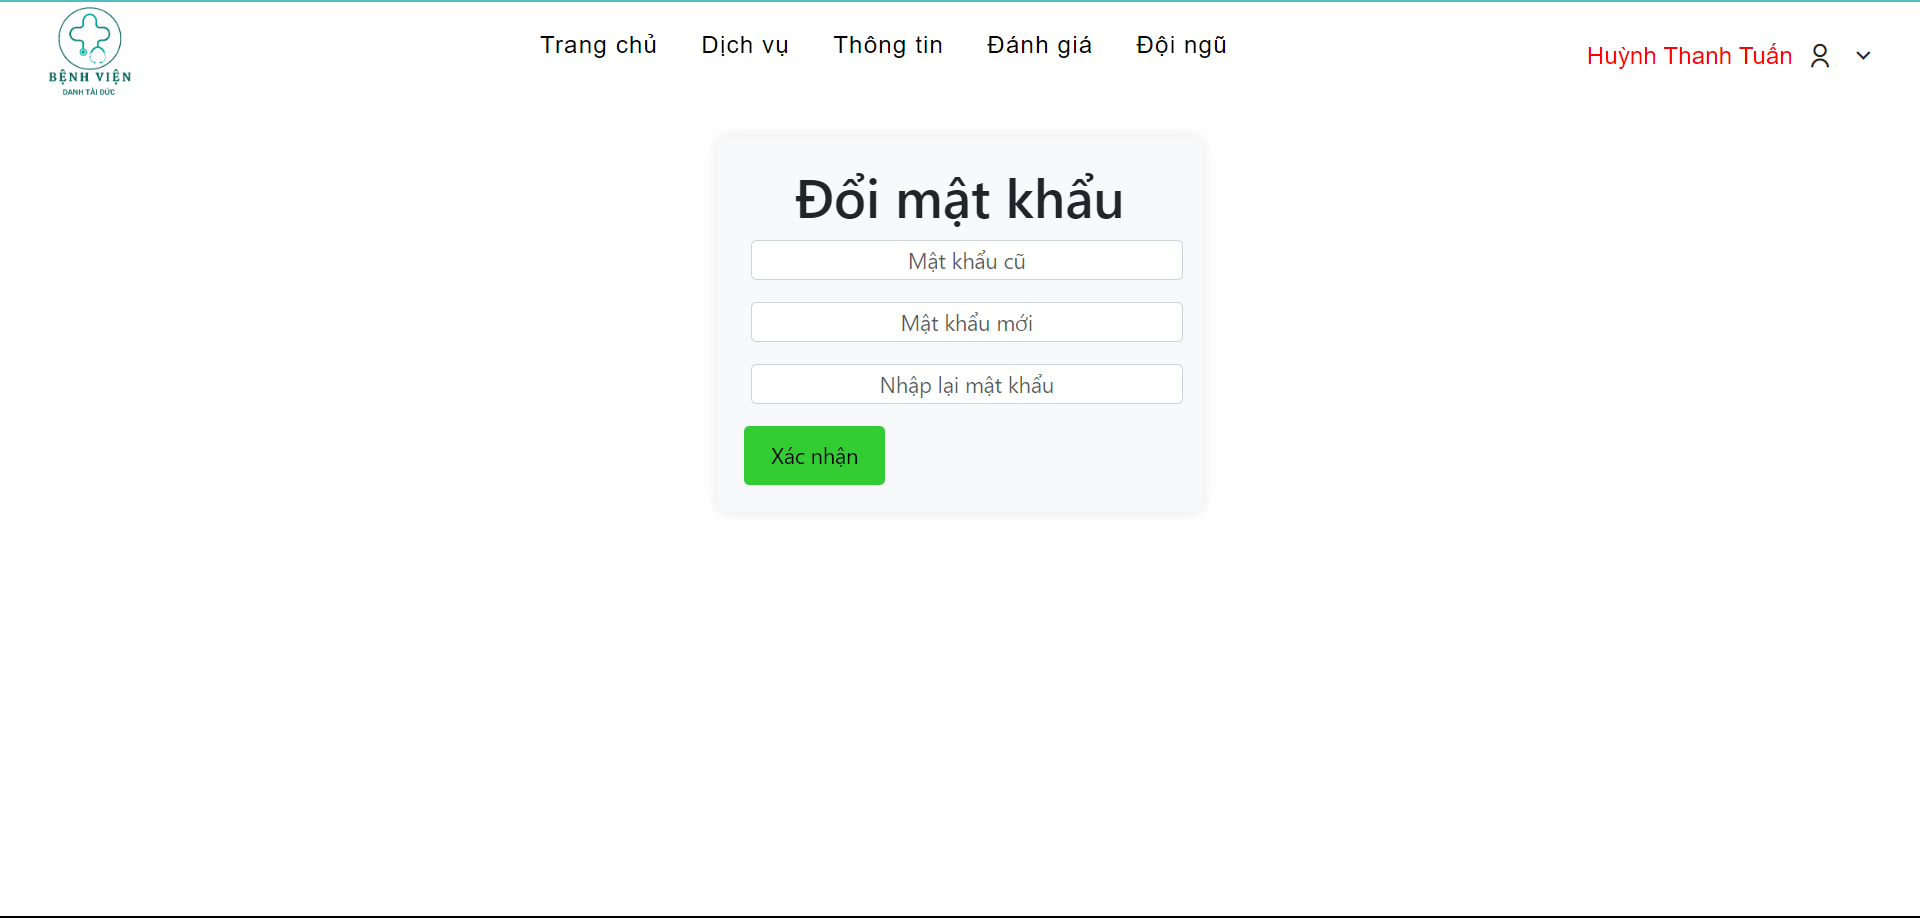 BỆNH VIỆN
DANH TÀI ĐỨC
Trang chủ Dịch vụ Thông tin Đánh giá Đội ngũ
Huỳnh Thanh Tuấn
Đổi mật khẩu
Mật khẩu cũ
Mật khẩu mới
Nhập lại mật khẩu
Xác nhận